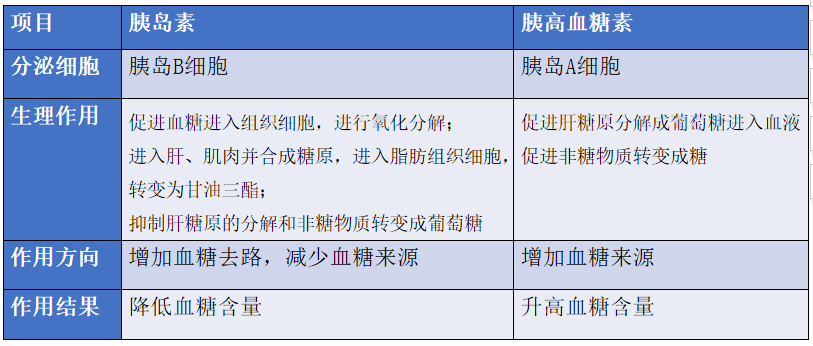 项目 胰岛素 胰高血糖素
分泌细胞 胰岛B细胞 胰岛A细胞
生理作用 促进血糖进入组织细胞，进行氧化分解； 促进肝糖原分解成葡萄糖进入血液
进入肝、肌肉并合成糖原，进入脂肪组织细胞， 促进非糖物质转变成糖
转变为甘油三酯；
抑制肝糖原的分解和非糖物质转变成葡萄糖
作用方向 增加血糖去路，减少血糖来源 增加血糖来源
作用结果 降低血糖含量 升高血糖含量